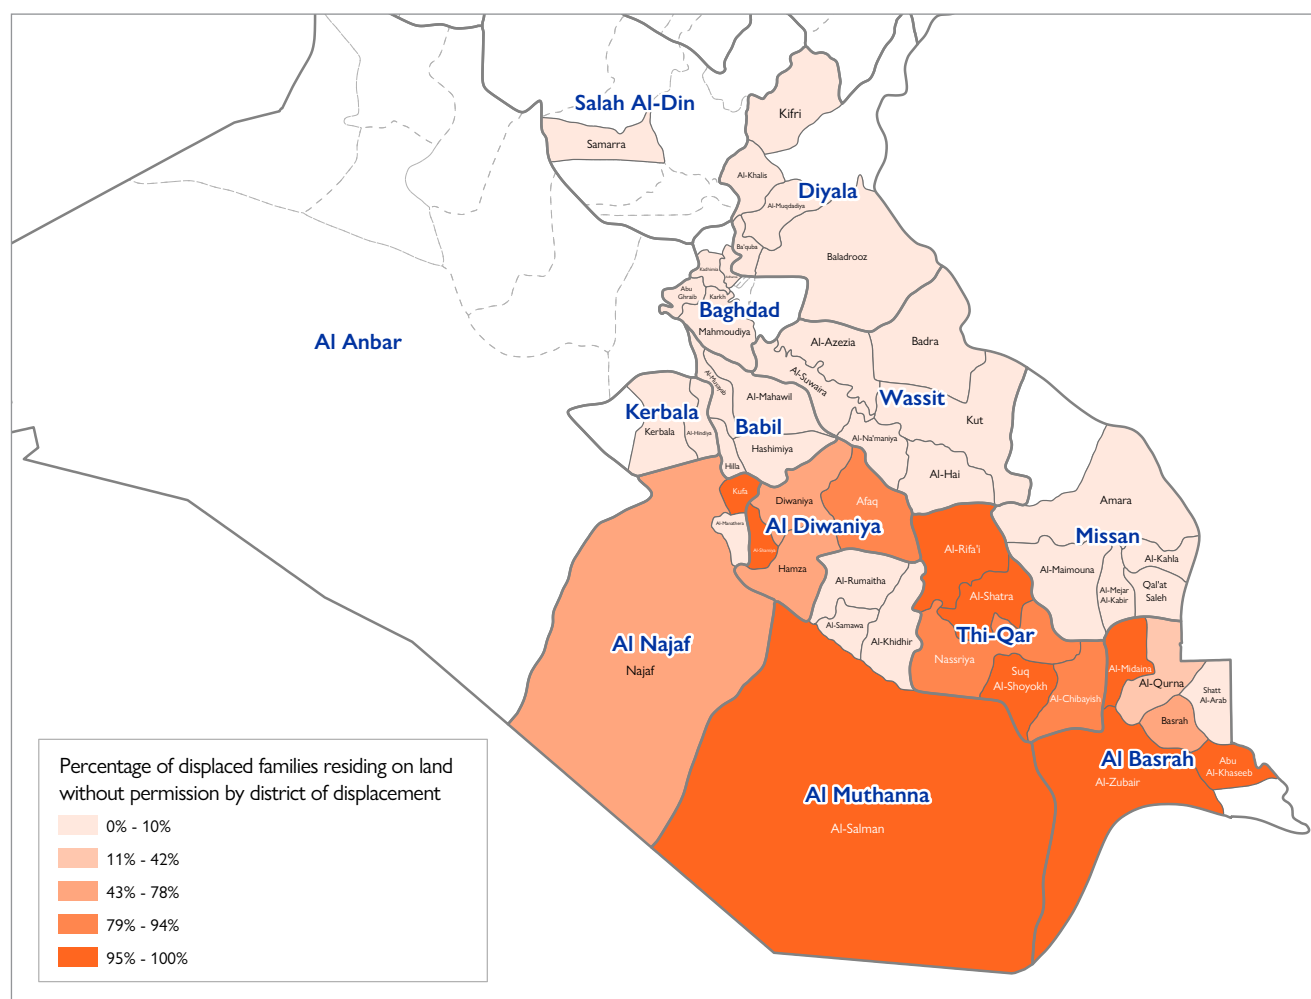 Salah Al-Din
Kifri
Samarra
Al-Khalis
Diyala
Al-Muqdadiya
Ba'quba
Baladrooz
Kadhimia
Abu
Ghraib
Karkh
Baghdad
Mahmoudiya
Al Anbar
Al-Azezia
Badra
Al-Suwaira
Al-Musayab
Al-Mahawil
Wassit
Kerbala
Kerbala
Al-Hindiya
Babil
Kut
Al-Na'maniya
Hashimiya
Hilla
Al-Hai
Kufa
Diwaniya
Afaq
Amara
Al-Manathera
Al Diwaniya
Missan
Al-Shamiya
Al-Rifa'i
Al-Kahla
Hamza
Al-Maimouna
Al-Rumaitha
Al-Mejar
Al-Kabir
Qal'at
Saleh
Al-Shatra
Al-Samawa
Al-Khidhir
Thi-Qar
Al Najaf
Najaf
Nassriya
Suq
Al-Shoyokh
Al-Midaina
Al-Qurna
Shatt
Al-Arab
Al-Chibayish
Basrah
Al Basrah
Abu
Al-Khaseeb
Al-Zubair
Al Muthanna
Al-Salman
Percentage of displaced families residing on land
without permission by district of displacement
0% - 10%
11% - 42%
43% - 78%
79% - 94%
95% - 100%